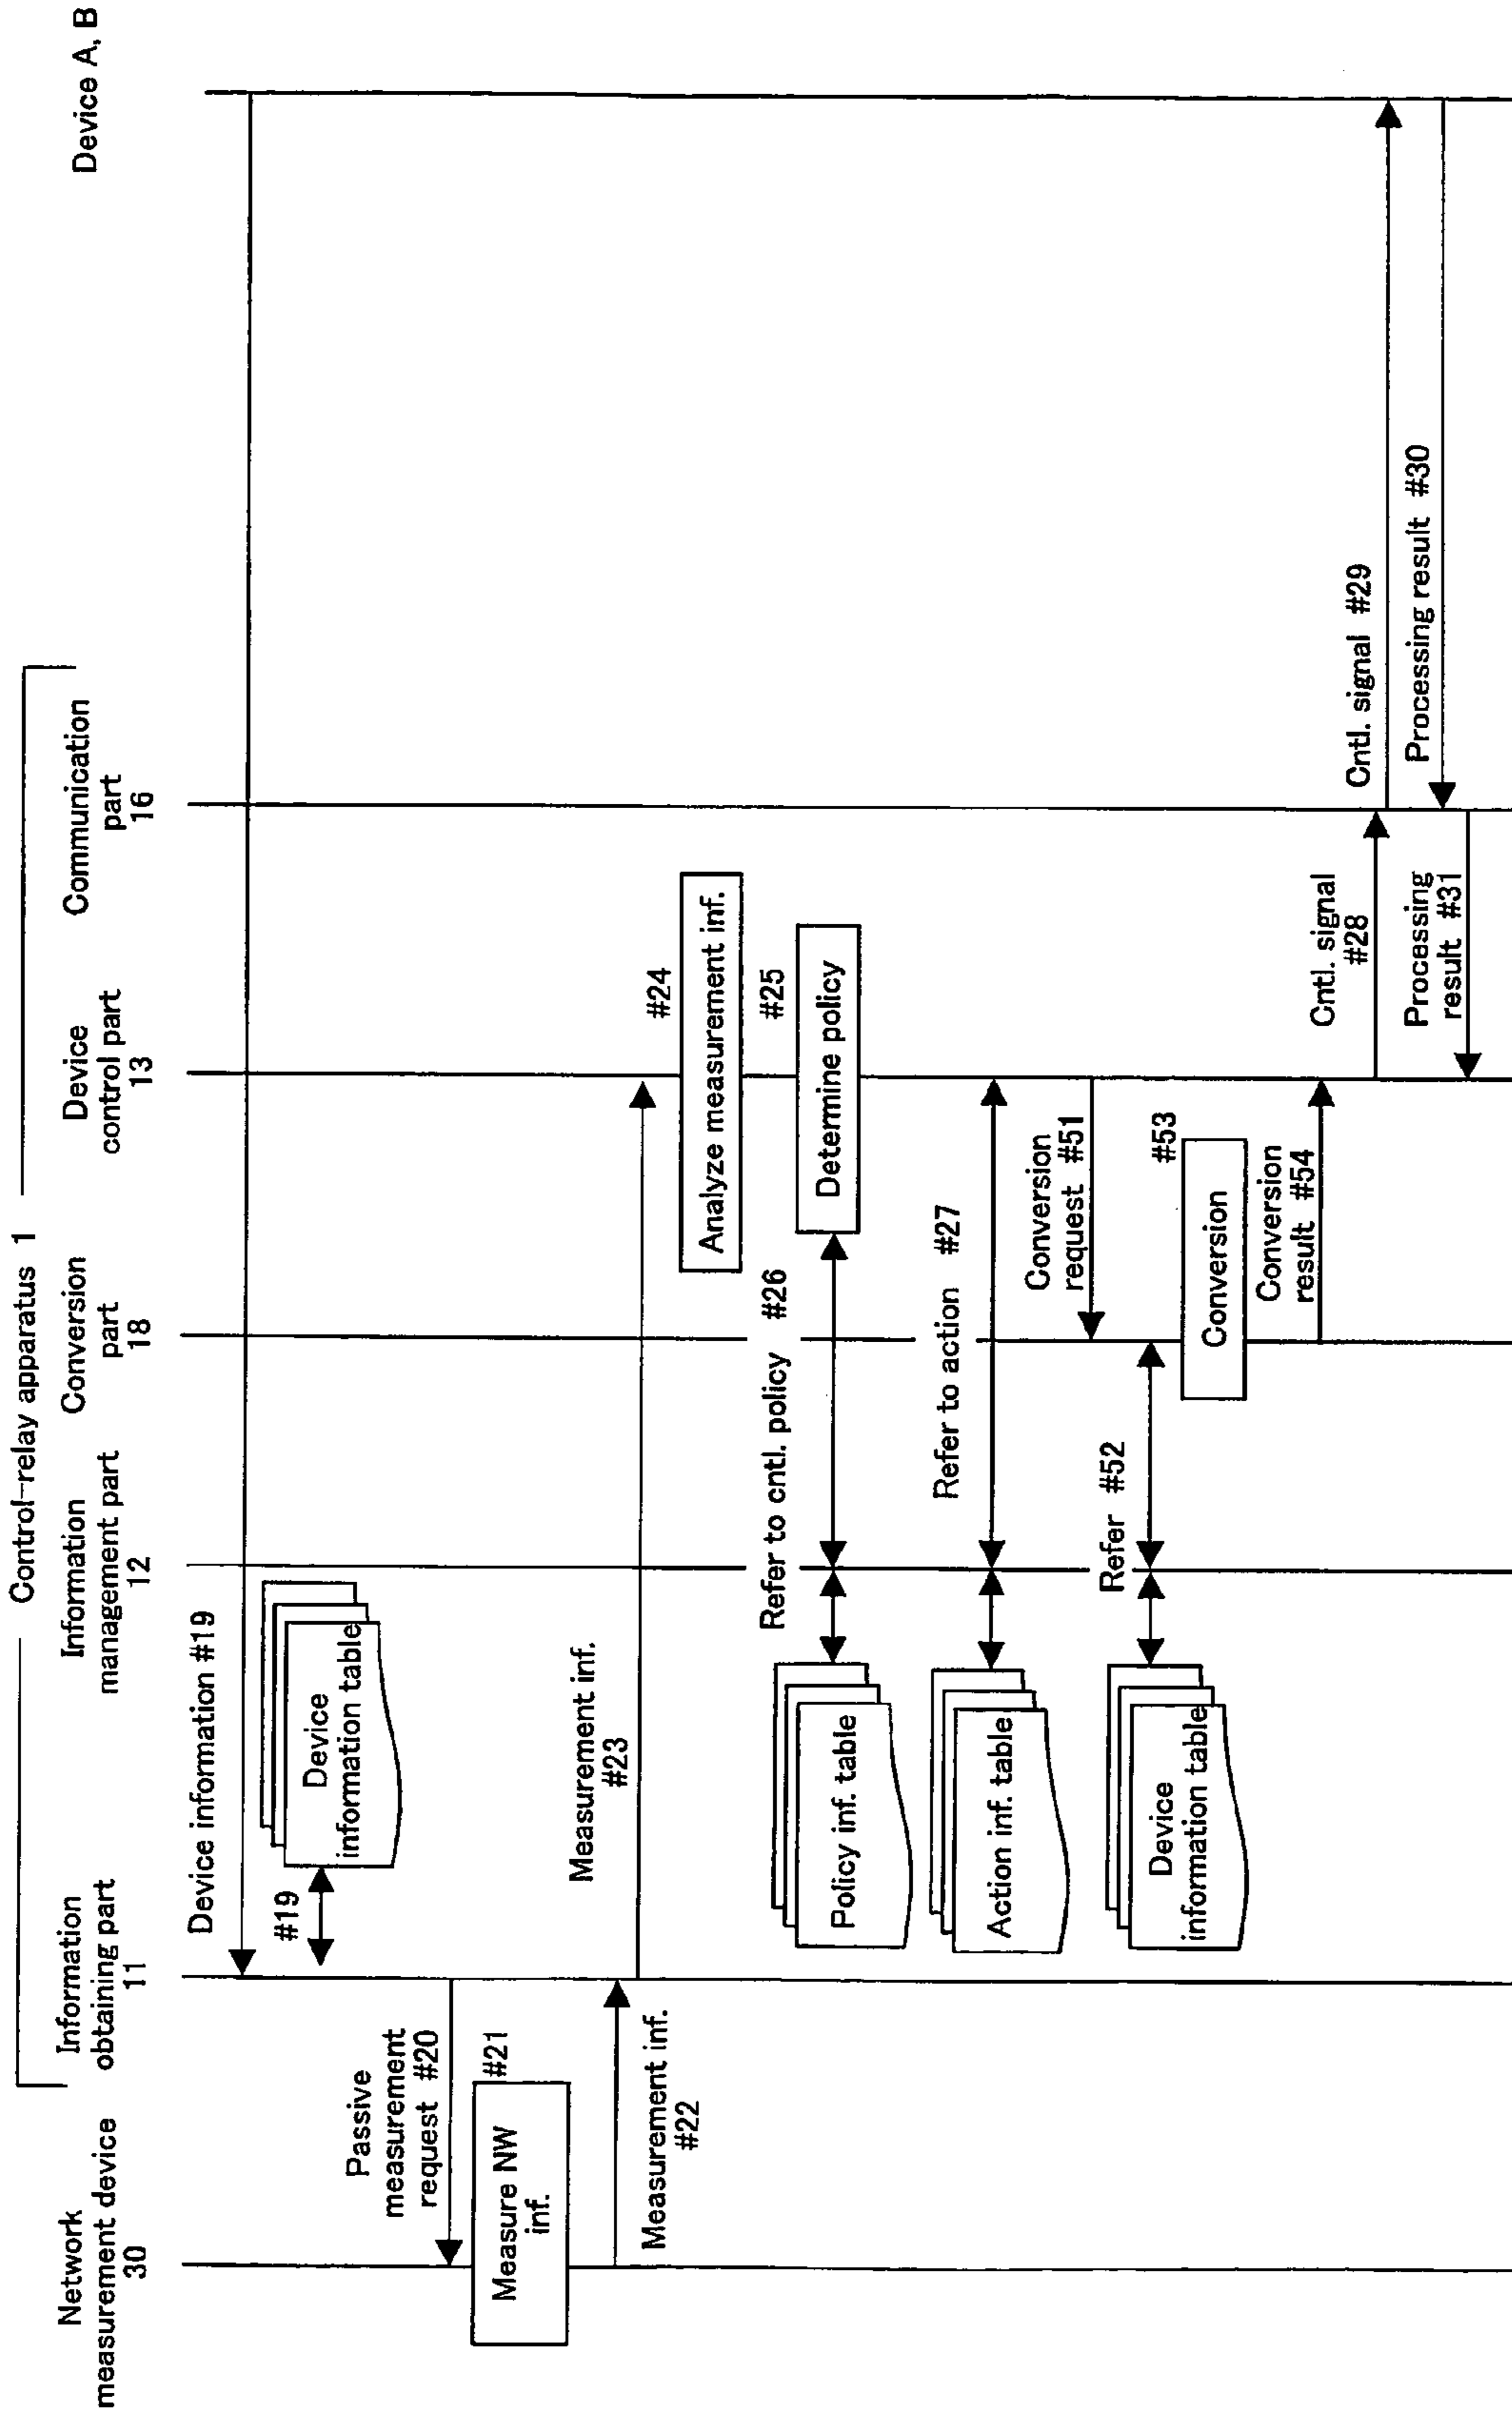 Control-relay apparatus 1
Network
measurement device
30
Information
obtaining part
11
Information
management part
12
Conversion
part
18
Device
control part
13
Communication
part
16
Device A, B
Device information #19
#19
Device
information table
Passive
measurement
request #20
#21
Measure NW
inf.
Measurement inf.
#22
Measurement inf.
#23
#24
Analyze measurement inf.
#25
Determine policy
Refer to cntl. policy #26
Policy inf. table
Refer to action #27
Action inf. table
Conversion
request #51
Refer #52
Device
information table
#53
Conversion
Conversion
result #54
Cntl. signal
#28
Cntl. signal #29
Processing result #30
Processing
result #31